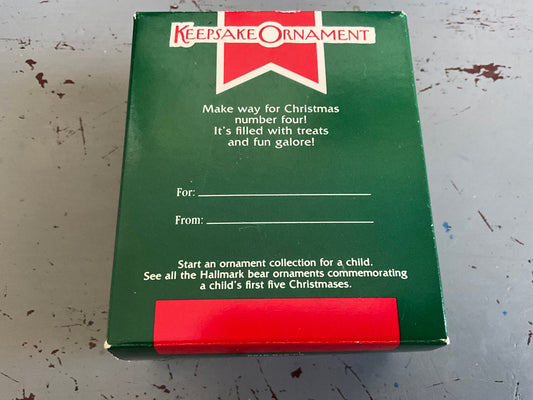 KEEPSAKE ORNAMENT
Make way for Christmas
number four!
It's filled with treats
and fun galore!
For:
From:
Start an ornament collection for a child.
See all the Hallmark bear ornaments commemorating
a child's first five Christmases.